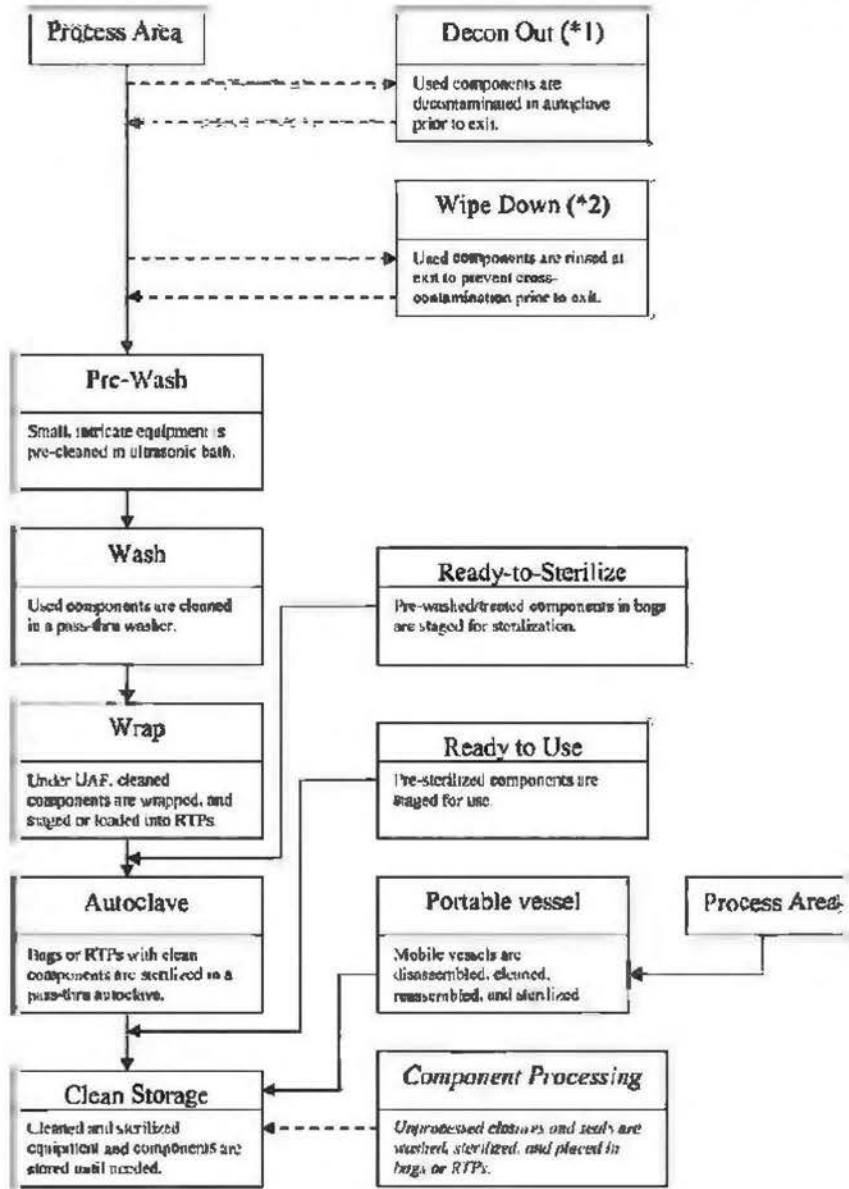 Process Area
Decon Out (*1)
Used components are
decontaminated in autoclave
prior to exit.
Wipe Down (*2)
Used components are rinsed at
exit to prevent cross-
contamination prior to exit.
Pre-Wash
Small, intricate equipment is
pre-cleaned in ultrasonic bath.
Wash
Used components are cleaned
in a pass-thru washer.
Ready-to-Sterilize
Pre-washed/treated components in bags
are staged for sterilization.
Wrap
Under UAF, cleaned
components are wrapped, and
staged or loaded into RTPs.
Ready to Use
Pre-sterilized components are
staged for use.
Autoclave
Bags or RTPs with clean
components are sterilized in a
pass-thru autoclave.
Portable vessel
Mobile vessels are
disassembled, cleaned,
reassembled, and sterilized
Process Area
Clean Storage
Cleaned and sterilized
equipment and components are
stored until needed.
Component Processing
Unprocessed closures and seals are
washed, sterilized, and placed in
bags or RTPs.